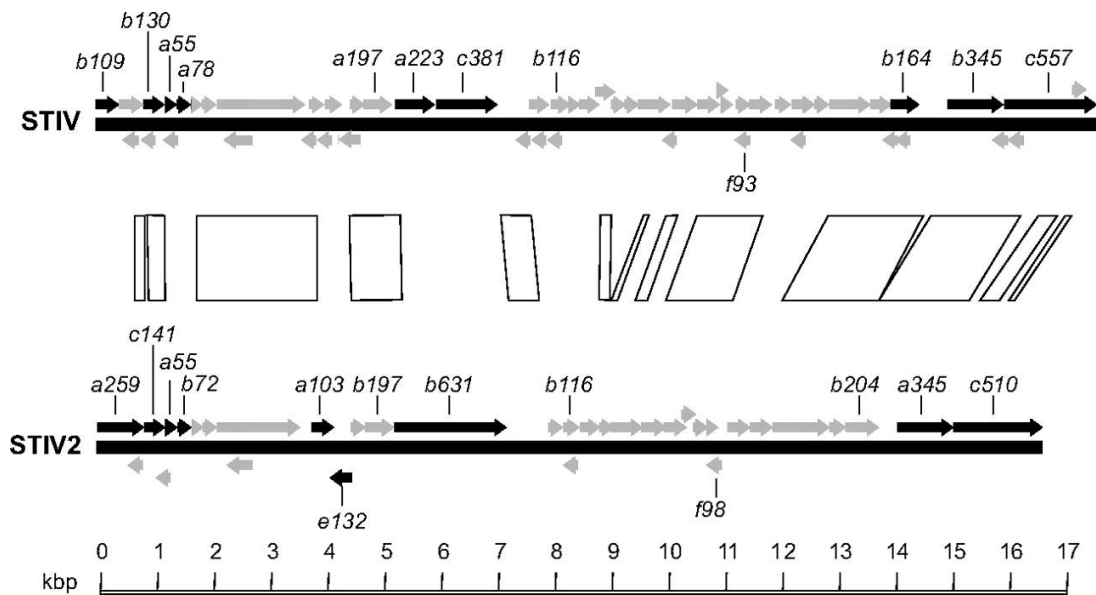 b130
a55
b109 a78 a197 a223 c381 b116 b164 b345 c557
STIV
f93
c141
a55
a259 b72 a103 b197 b631 b116 b204 a345 c510
STIV2
e132 f98
0 1 2 3 4 5 6 7 8 9 10 11 12 13 14 15 16 17
kbp